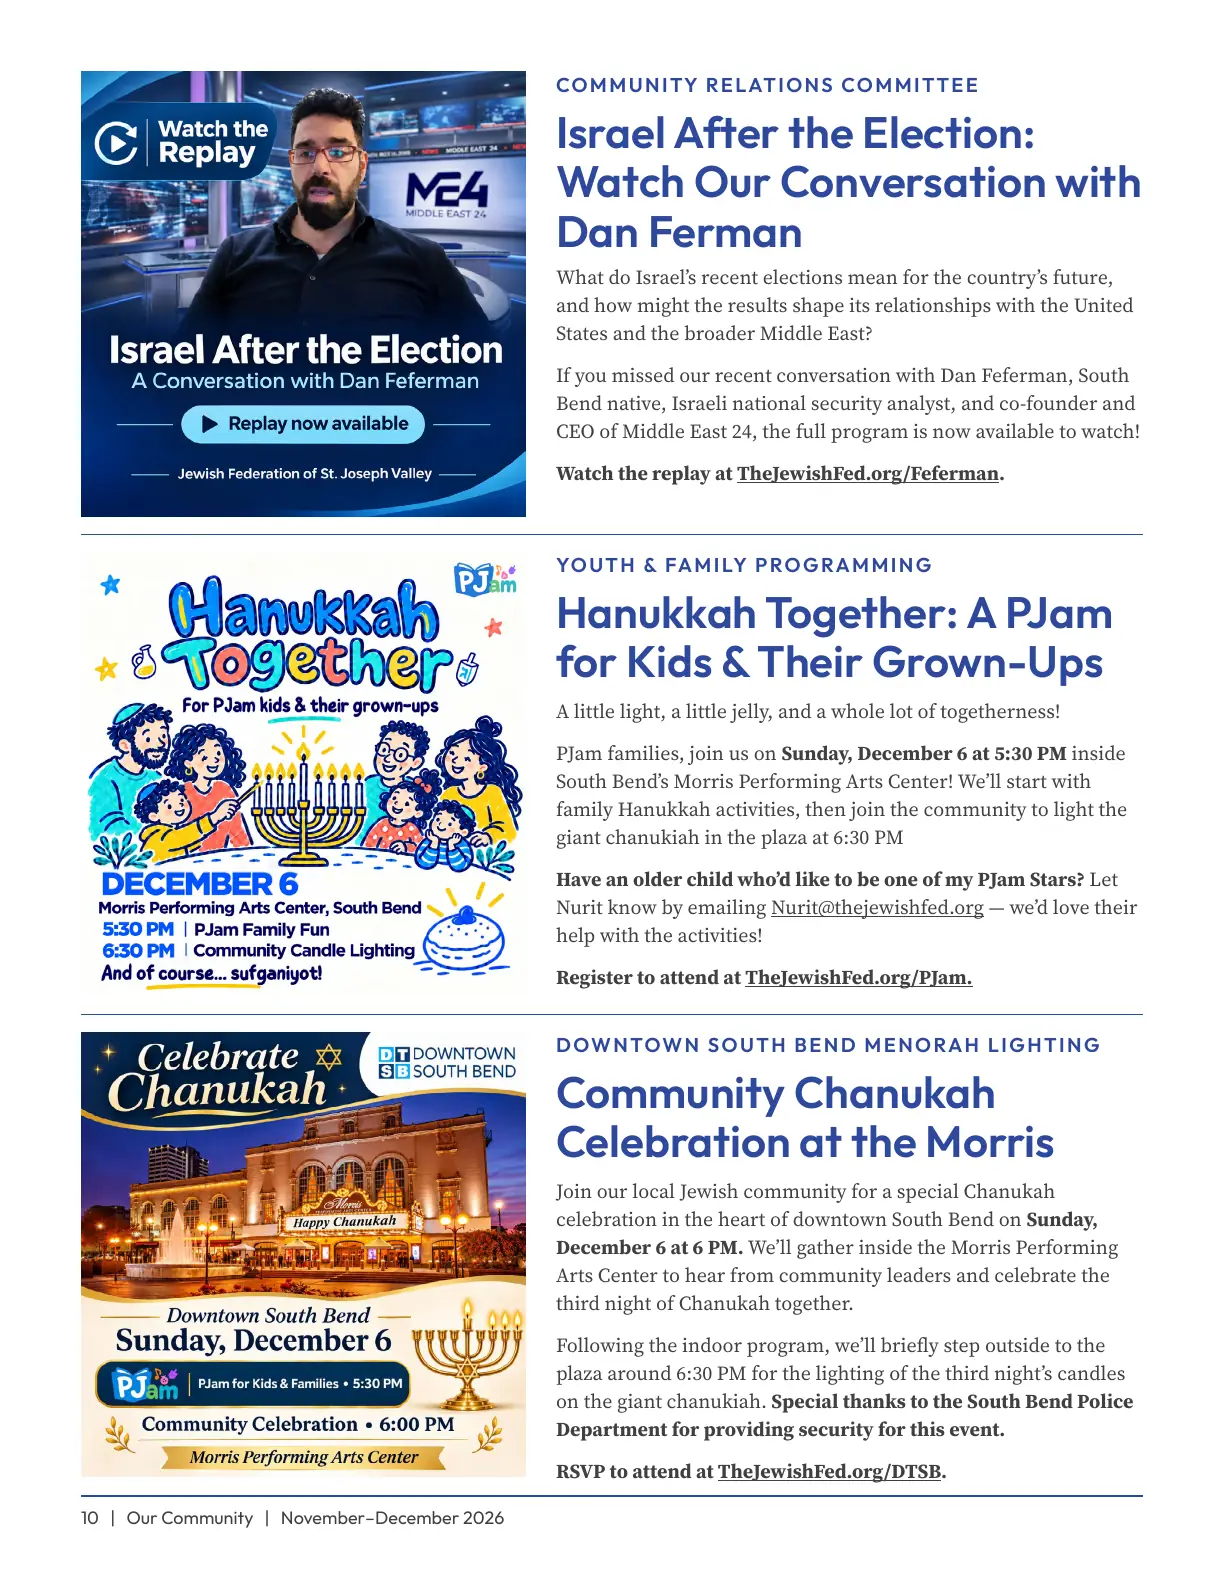 Watch the
Replay
ME4
MIDDLE EAST 24
MIDDLE EAST 24
Israel After the Election
A Conversation with Dan Feferman
Replay now available
Jewish Federation of St. Joseph Valley
COMMUNITY RELATIONS COMMITTEE
Israel After the Election:
Watch Our Conversation with
Dan Ferman
What do Israel’s recent elections mean for the country’s future,
and how might the results shape its relationships with the United
States and the broader Middle East?
If you missed our recent conversation with Dan Feferman, South
Bend native, Israeli national security analyst, and co-founder and
CEO of Middle East 24, the full program is now available to watch!
Watch the replay at TheJewishFed.org/Feferman.
PJam
Hanukkah
Together
For PJam kids & their grown-ups
DECEMBER 6
Morris Performing Arts Center, South Bend
5:30 PM | PJam Family Fun
6:30 PM | Community Candle Lighting
And of course... sufganiyot!
YOUTH & FAMILY PROGRAMMING
Hanukkah Together: A PJam
for Kids & Their Grown-Ups
A little light, a little jelly, and a whole lot of togetherness!
PJam families, join us on Sunday, December 6 at 5:30 PM inside
South Bend’s Morris Performing Arts Center! We’ll start with
family Hanukkah activities, then join the community to light the
giant chanukiah in the plaza at 6:30 PM
Have an older child who’d like to be one of my PJam Stars? Let
Nurit know by emailing Nurit@thejewishfed.org — we’d love their
help with the activities!
Register to attend at TheJewishFed.org/PJam.
Celebrate
Chanukah
DTSB DOWNTOWN
SOUTH BEND
Morris
Happy Chanukah
Downtown South Bend
Sunday, December 6
PJam | PJam for Kids & Families • 5:30 PM
Community Celebration • 6:00 PM
Morris Performing Arts Center
DOWNTOWN SOUTH BEND MENORAH LIGHTING
Community Chanukah
Celebration at the Morris
Join our local Jewish community for a special Chanukah
celebration in the heart of downtown South Bend on Sunday,
December 6 at 6 PM. We’ll gather inside the Morris Performing
Arts Center to hear from community leaders and celebrate the
third night of Chanukah together.
Following the indoor program, we’ll briefly step outside to the
plaza around 6:30 PM for the lighting of the third night’s candles
on the giant chanukiah. Special thanks to the South Bend Police
Department for providing security for this event.
RSVP to attend at TheJewishFed.org/DTSB.
10 | Our Community | November–December 2026